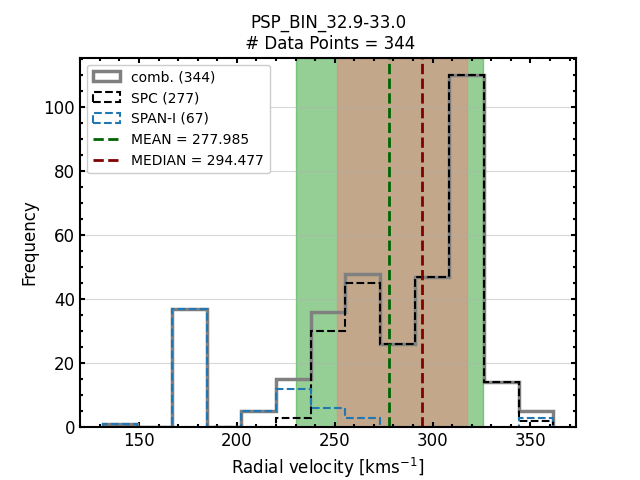 PSP_BIN_32.9-33.0
# Data Points = 344
comb. (344)
SPC (277)
SPAN-I (67)
MEAN = 277.985
MEDIAN = 294.477
100
80
60
40
20
0
Frequency
150 200 250 300 350
Radial velocity [kms⁻¹]